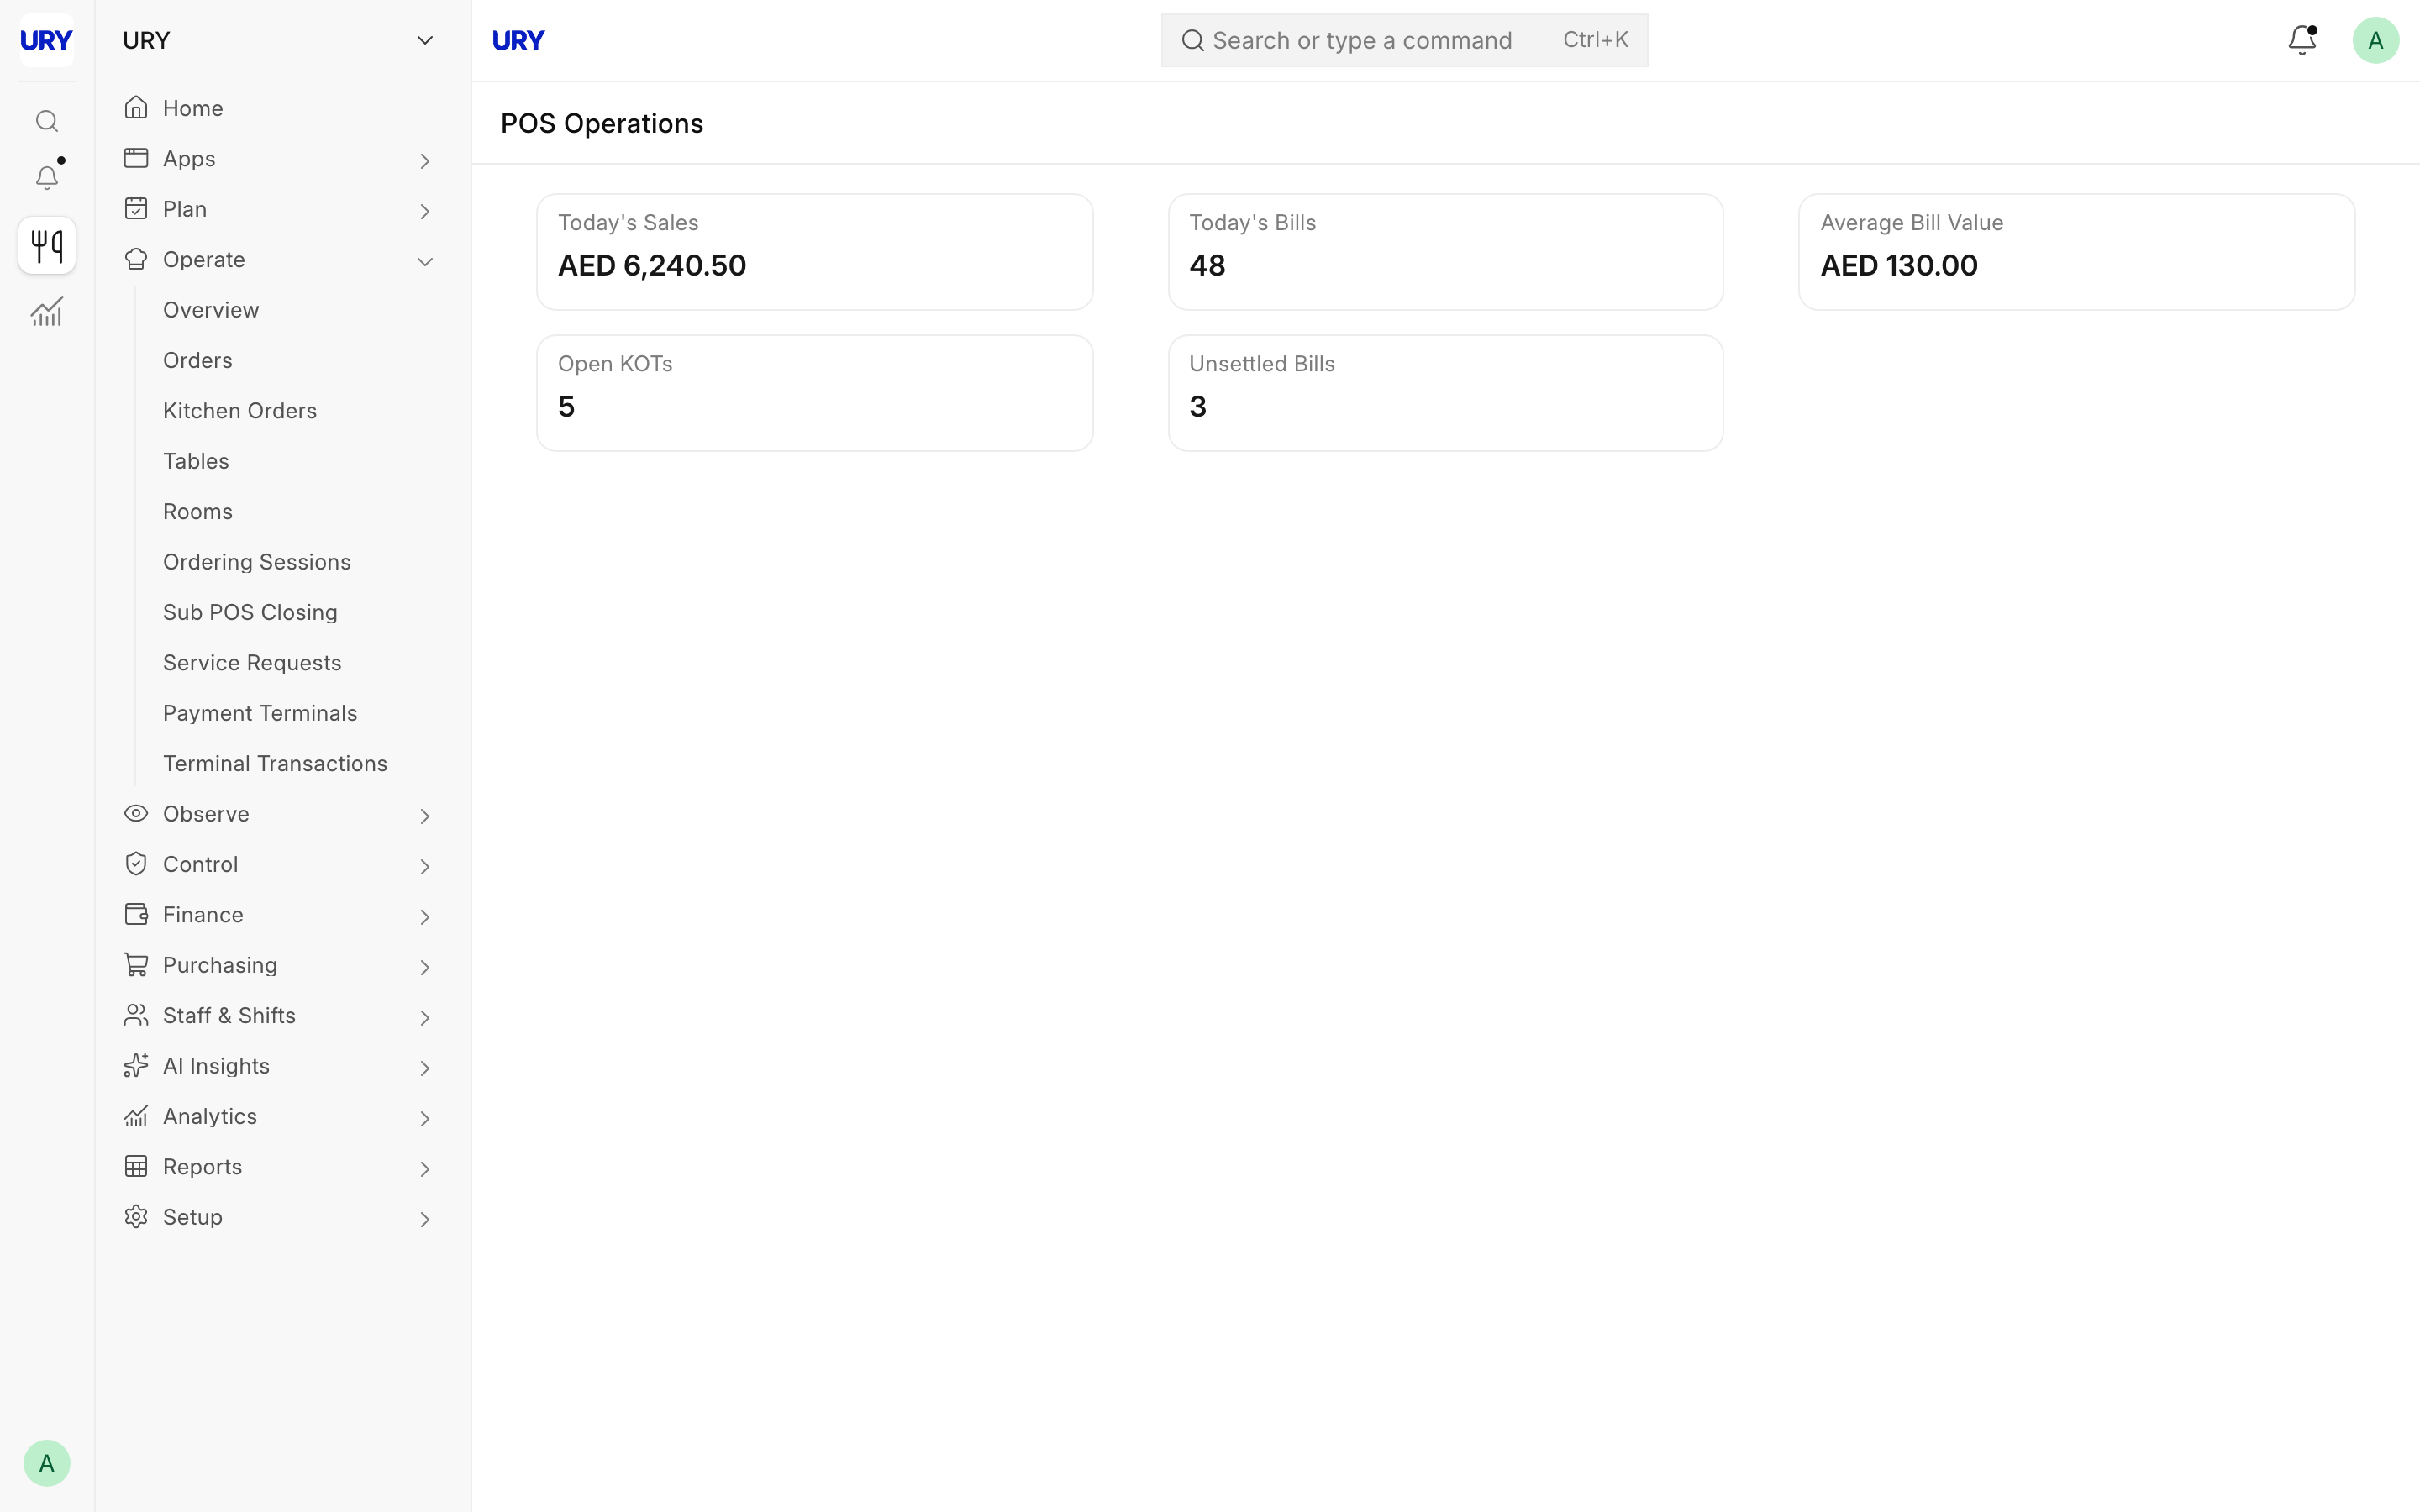 URY
URY
URY
Search or type a command
Ctrl+K
A
Home
Apps
Plan
Operate
Overview
Orders
Kitchen Orders
Tables
Rooms
Ordering Sessions
Sub POS Closing
Service Requests
Payment Terminals
Terminal Transactions
Observe
Control
Finance
Purchasing
Staff & Shifts
AI Insights
Analytics
Reports
Setup
A
POS Operations
Today's Sales
AED 6,240.50
Today's Bills
48
Average Bill Value
AED 130.00
Open KOTs
5
Unsettled Bills
3